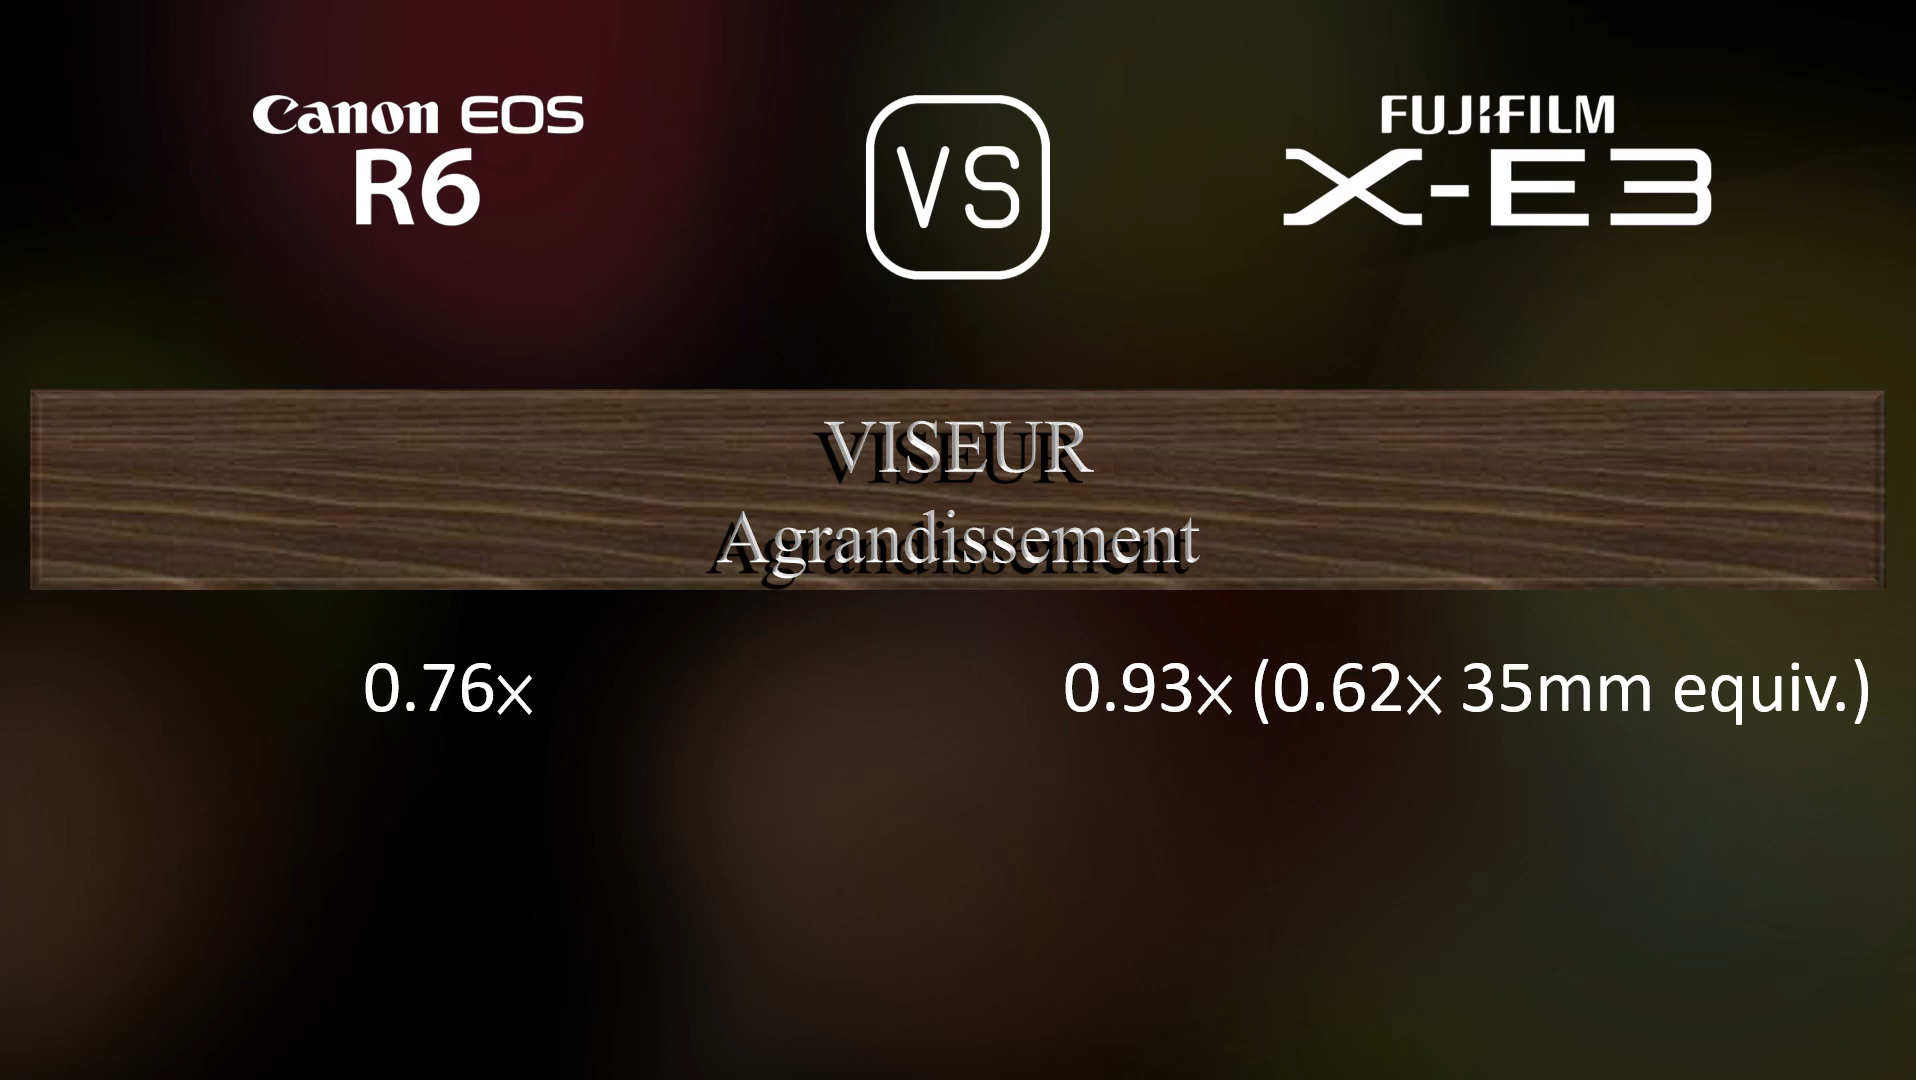 Canon EOS
R6
VS
FUJIFILM
X-E3
VISEUR
Agrandissement
0.76x
0.93x (0.62x 35mm equiv.)